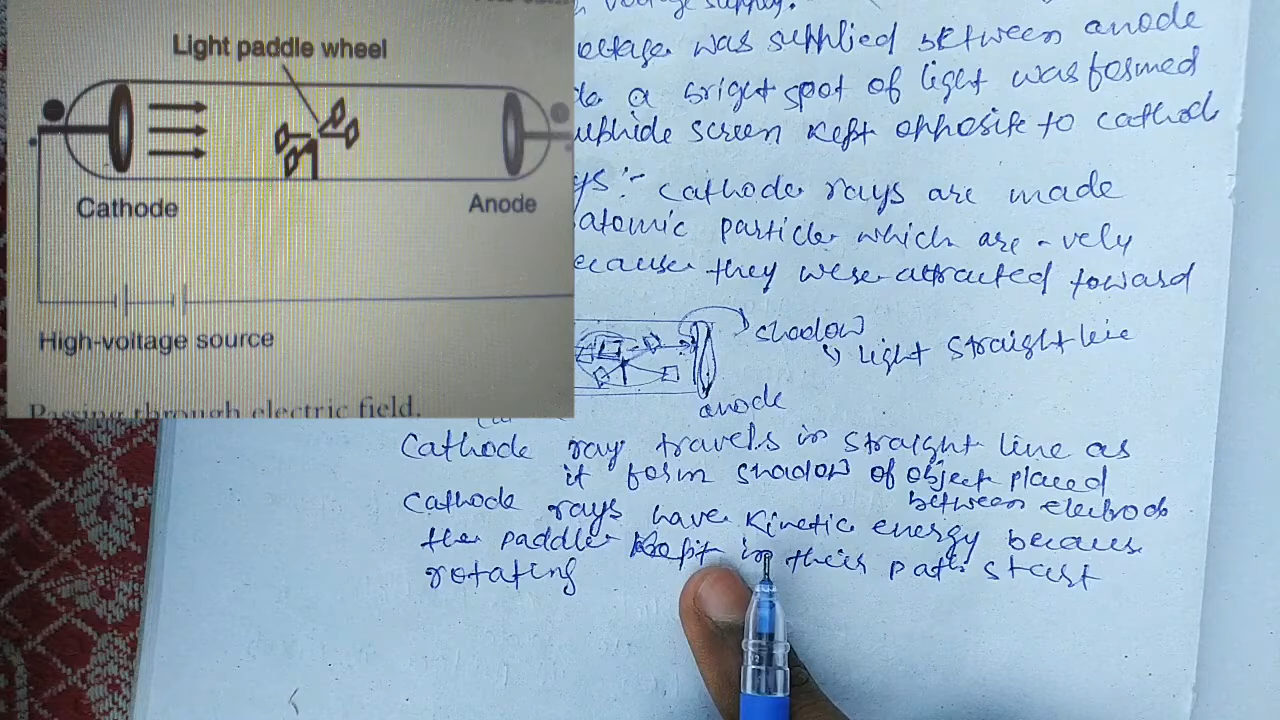 Light paddle wheel
Cathode
Anode
High-voltage source
Passing through electric field.
voltage supply.
was supplied between anode
a bright spot of light was formed
screen kept opposite to cathode
:- cathode rays are made
atomic particle which are -vely
because they were attracted toward
shadow
light straight line
anode
Cathode ray travels in straight line as
it form shadow of object placed
between electrode
Cathode rays have kinetic energy because
the paddle kept in their path start
rotating